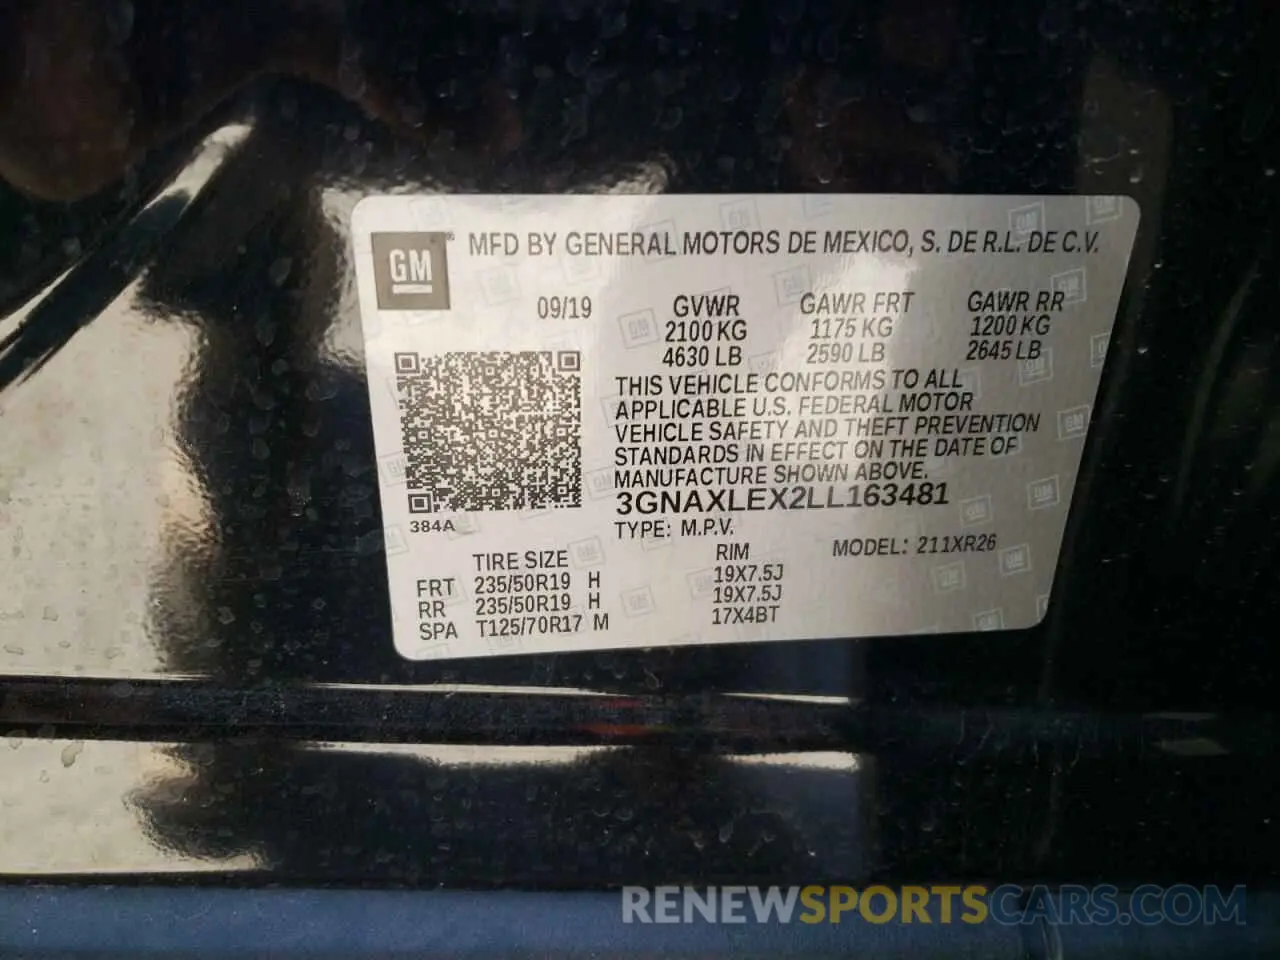 GM® MFD BY GENERAL MOTORS DE MEXICO, S. DE R.L. DE C.V.
09/19 GVWR GAWR FRT GAWR RR
2100 KG 1175 KG 1200 KG
4630 LB 2590 LB 2645 LB
THIS VEHICLE CONFORMS TO ALL
APPLICABLE U.S. FEDERAL MOTOR
VEHICLE SAFETY AND THEFT PREVENTION
STANDARDS IN EFFECT ON THE DATE OF
MANUFACTURE SHOWN ABOVE.
3GNAXLEX2LL163481
384A
TYPE: M.P.V. MODEL: 211XR26
TIRE SIZE RIM
FRT 235/50R19 H 19X7.5J
RR 235/50R19 H 19X7.5J
SPA T125/70R17 M 17X4BT
RENEWSPORTSCARS.COM